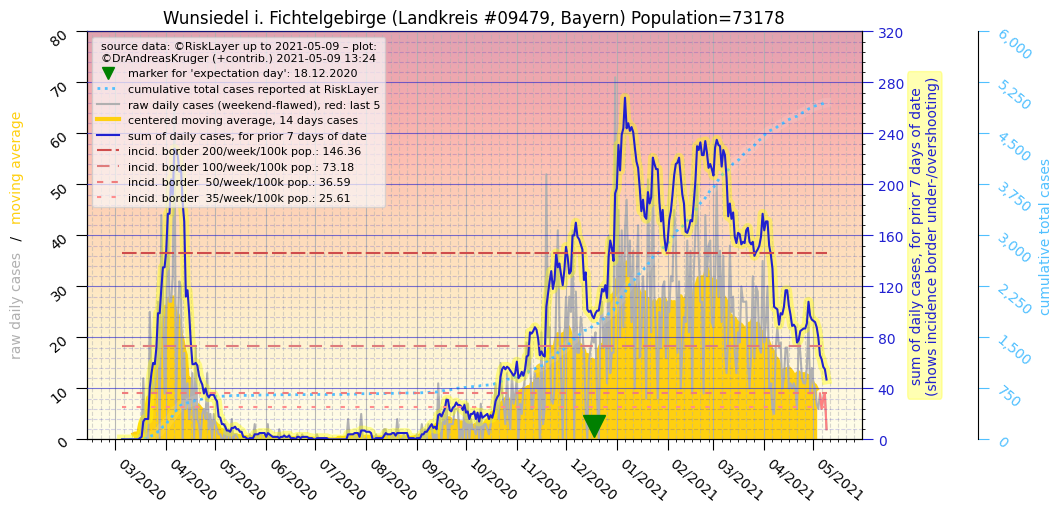 Wunsiedel i. Fichtelgebirge (Landkreis #09479, Bayern) Population=73178
source data: ©RiskLayer up to 2021-05-09 – plot:
©DrAndreasKruger (+contrib.) 2021-05-09 13:24
marker for 'expectation day': 18.12.2020
cumulative total cases reported at RiskLayer
raw daily cases (weekend-flawed), red: last 5
centered moving average, 14 days cases
sum of daily cases, for prior 7 days of date
incid. border 200/week/100k pop.: 146.36
incid. border 100/week/100k pop.: 73.18
incid. border  50/week/100k pop.: 36.59
incid. border  35/week/100k pop.: 25.61
raw daily cases  /  moving average
80
70
60
50
40
30
20
10
0
03/2020
04/2020
05/2020
06/2020
07/2020
08/2020
09/2020
10/2020
11/2020
12/2020
01/2021
02/2021
03/2021
04/2021
05/2021
320
280
240
200
160
120
80
40
0
sum of daily cases, for prior 7 days of date
(shows incidence border under-/overshooting)
6,000
5,250
4,500
3,750
3,000
2,250
1,500
750
0
cumulative total cases